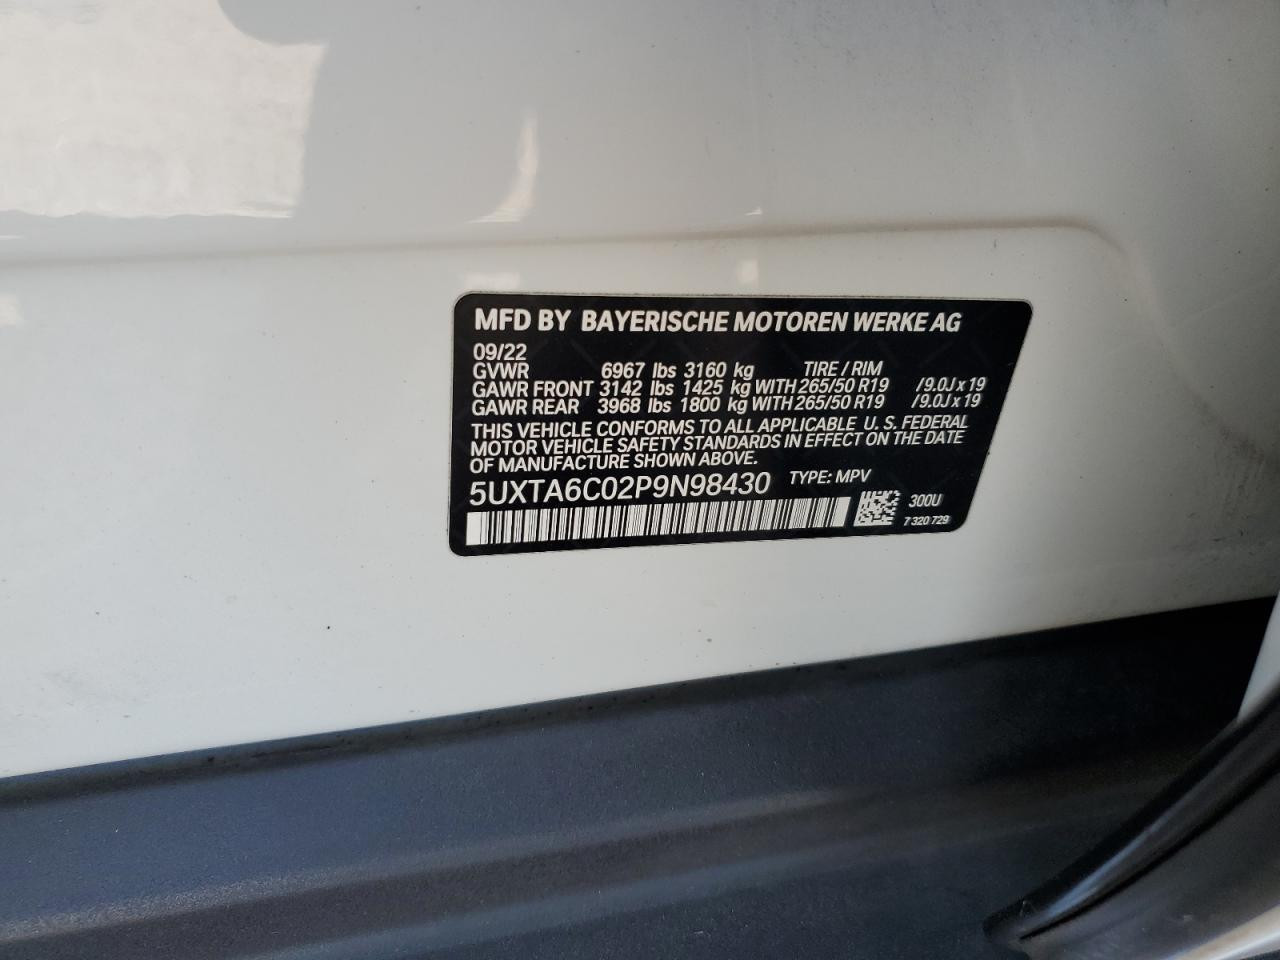 MFD BY BAYERISCHE MOTOREN WERKE AG
09/22
GVWR 6967 lbs 3160 kg TIRE / RIM
GAWR FRONT 3142 lbs 1425 kg WITH 265/50 R19 /9.0J x 19
GAWR REAR 3968 lbs 1800 kg WITH 265/50 R19 /9.0J x 19
THIS VEHICLE CONFORMS TO ALL APPLICABLE U. S. FEDERAL
MOTOR VEHICLE SAFETY STANDARDS IN EFFECT ON THE DATE
OF MANUFACTURE SHOWN ABOVE.
5UXTA6C02P9N98430 TYPE: MPV
300U
7 320 729